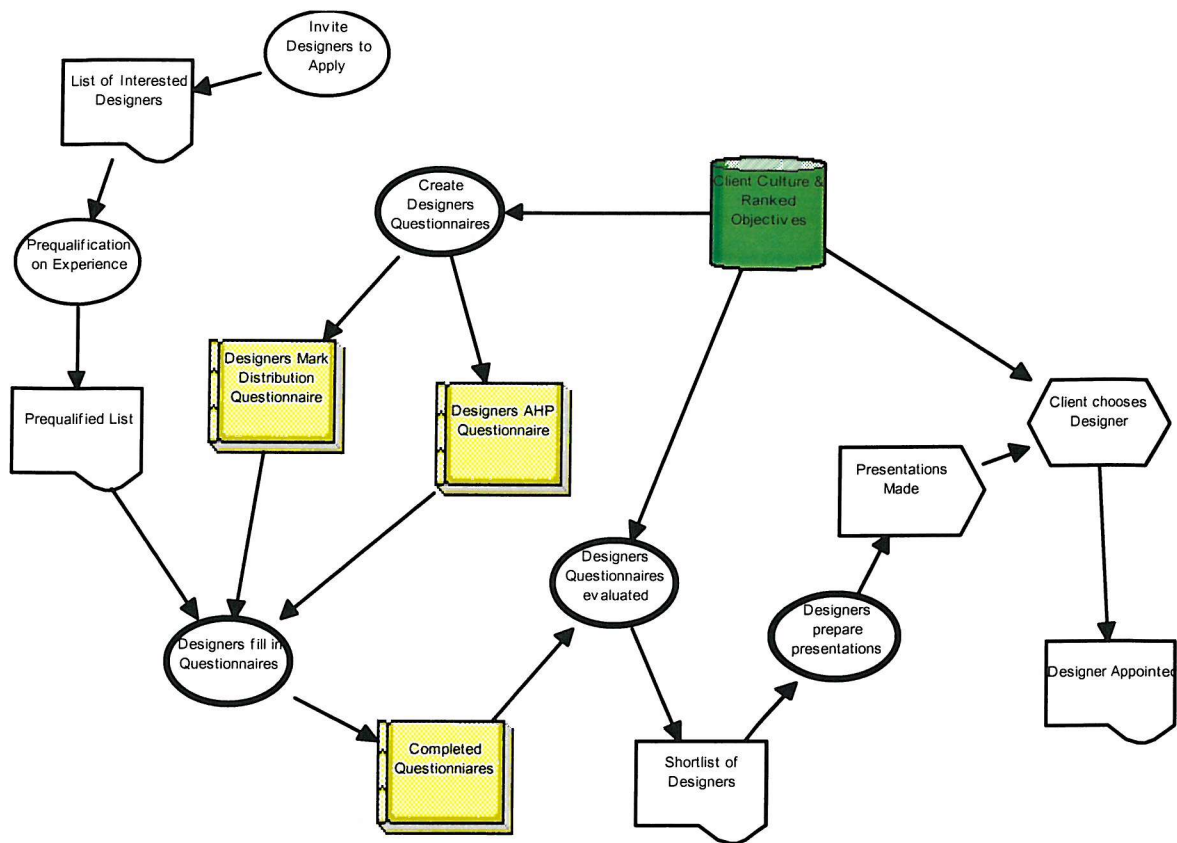 Invite
Designers to
Apply
List of Interested
Designers
Create
Designers
Questionnaires
Client Culture &
Ranked
Objectives
Prequalification
on Experience
Designers Mark
Distribution
Questionnaire
Designers AHP
Questionnaire
Prequalified List
Client chooses
Designer
Presentations
Made
Designers
Questionnaires
evaluated
Designers
prepare
presentations
Designers fill in
Questionnaires
Designer Appointed
Completed
Questionniares
Shortlist of
Designers